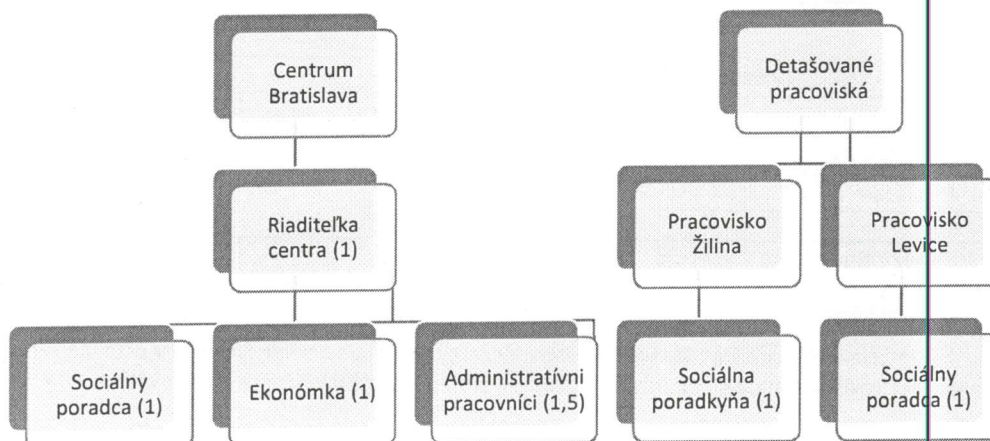 Centrum
Bratislava
Detašované
pracoviská
Riaditeľka
centra (1)
Pracovisko
Žilina
Pracovisko
Levice
Sociálny
poradca (1)
Ekonómka (1)
Administratívni
pracovníci (1,5)
Sociálna
poradkyňa (1)
Sociálny
poradca (1)